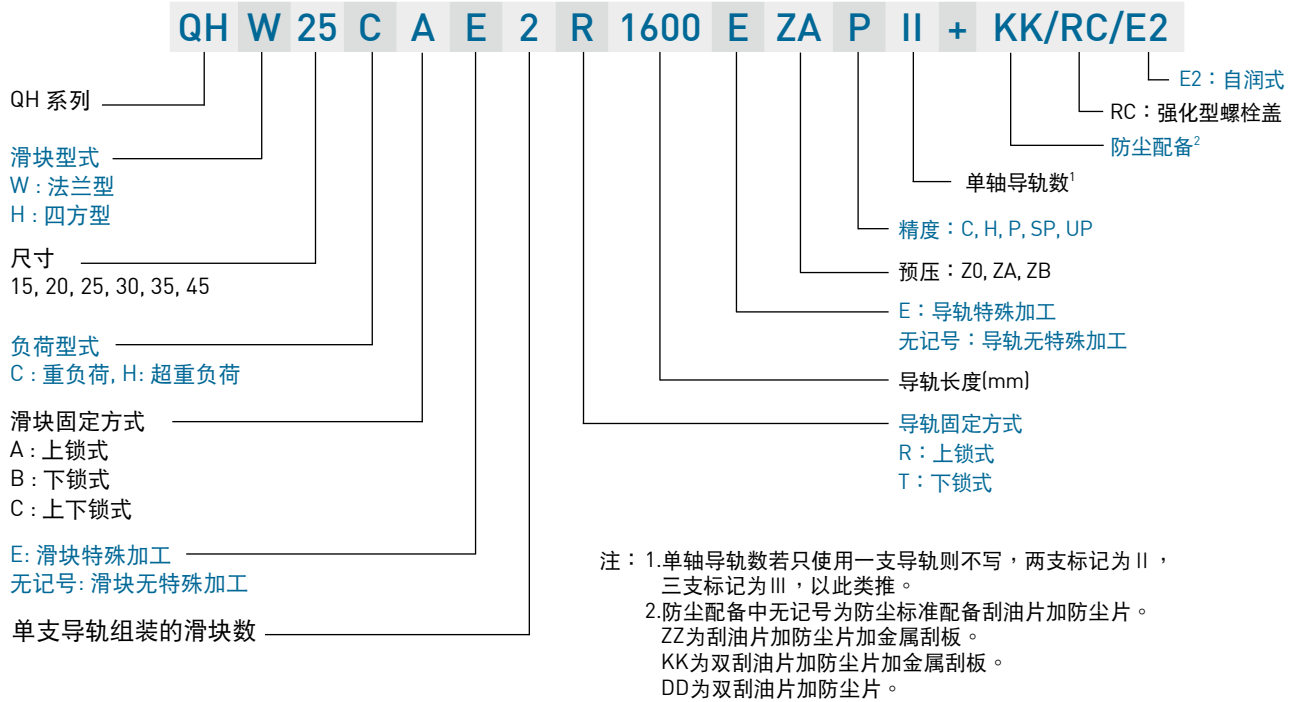 QH W 25 C A E 2 R 1600 E ZA P II + KK/RC/E2
QH 系列
滑块型式
W : 法兰型
H : 四方型
尺寸
15, 20, 25, 30, 35, 45
负荷型式
C : 重负荷, H: 超重负荷
滑块固定方式
A : 上锁式
B : 下锁式
C : 上下锁式
E: 滑块特殊加工
无记号: 滑块无特殊加工
单支导轨组装的滑块数
E2：自润式
RC：强化型螺栓盖
防尘配备2
单轴导轨数1
精度：C, H, P, SP, UP
预压：Z0, ZA, ZB
E：导轨特殊加工
无记号：导轨无特殊加工
导轨长度(mm)
导轨固定方式
R：上锁式
T：下锁式
注：1.单轴导轨数若只使用一支导轨则不写，两支标记为Ⅱ，
三支标记为Ⅲ，以此类推。
2.防尘配备中无记号为防尘标准配备刮油片加防尘片。
ZZ为刮油片加防尘片加金属刮板。
KK为双刮油片加防尘片加金属刮板。
DD为双刮油片加防尘片。